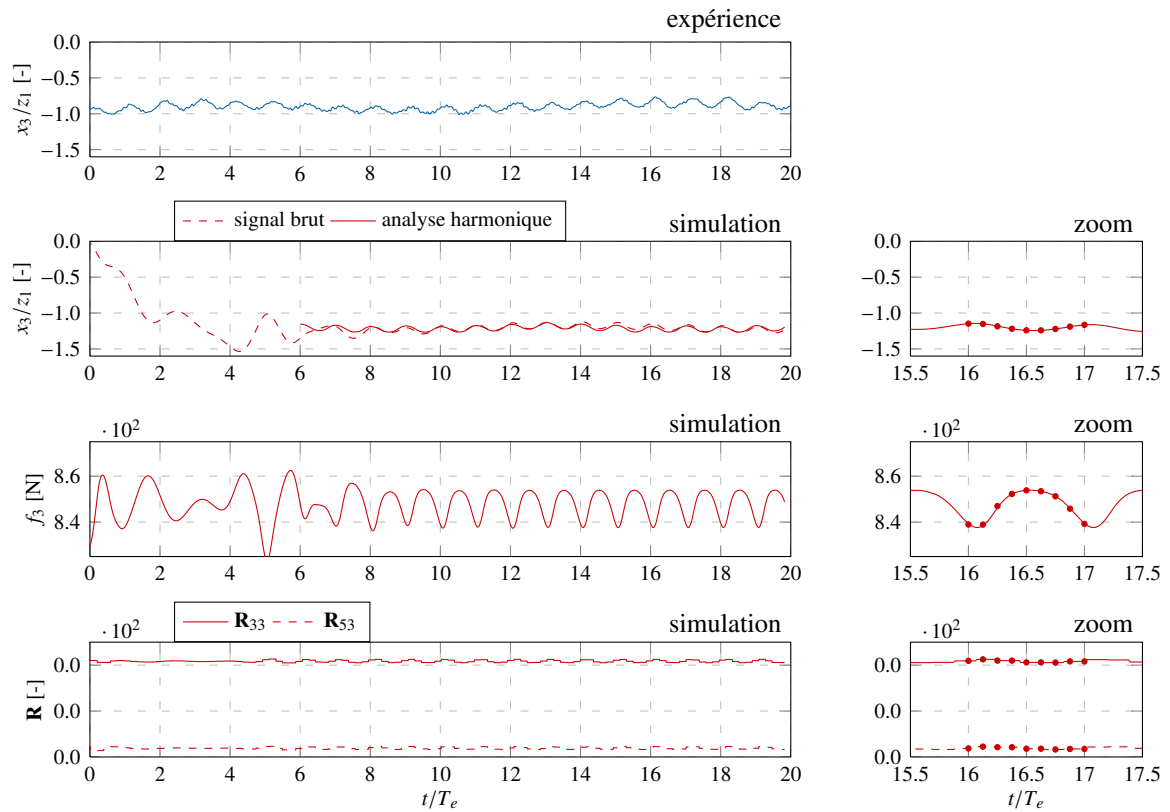 expérience
0.0
−0.5
−1.0
−1.5
x₃/z₁ [-]
0 2 4 6 8 10 12 14 16 18 20
signal brut analyse harmonique
simulation
0.0
−0.5
−1.0
−1.5
x₃/z₁ [-]
0 2 4 6 8 10 12 14 16 18 20
zoom
0.0
−0.5
−1.0
−1.5
15.5 16 16.5 17 17.5
· 10²
simulation
8.6
8.4
f₃ [N]
0 2 4 6 8 10 12 14 16 18 20
· 10²
zoom
8.6
8.4
15.5 16 16.5 17 17.5
R₃₃ R₅₃
· 10²
simulation
0.0
0.0
0.0
R [-]
0 2 4 6 8 10 12 14 16 18 20
t/Tₑ
· 10²
zoom
0.0
0.0
0.0
15.5 16 16.5 17 17.5
t/Tₑ